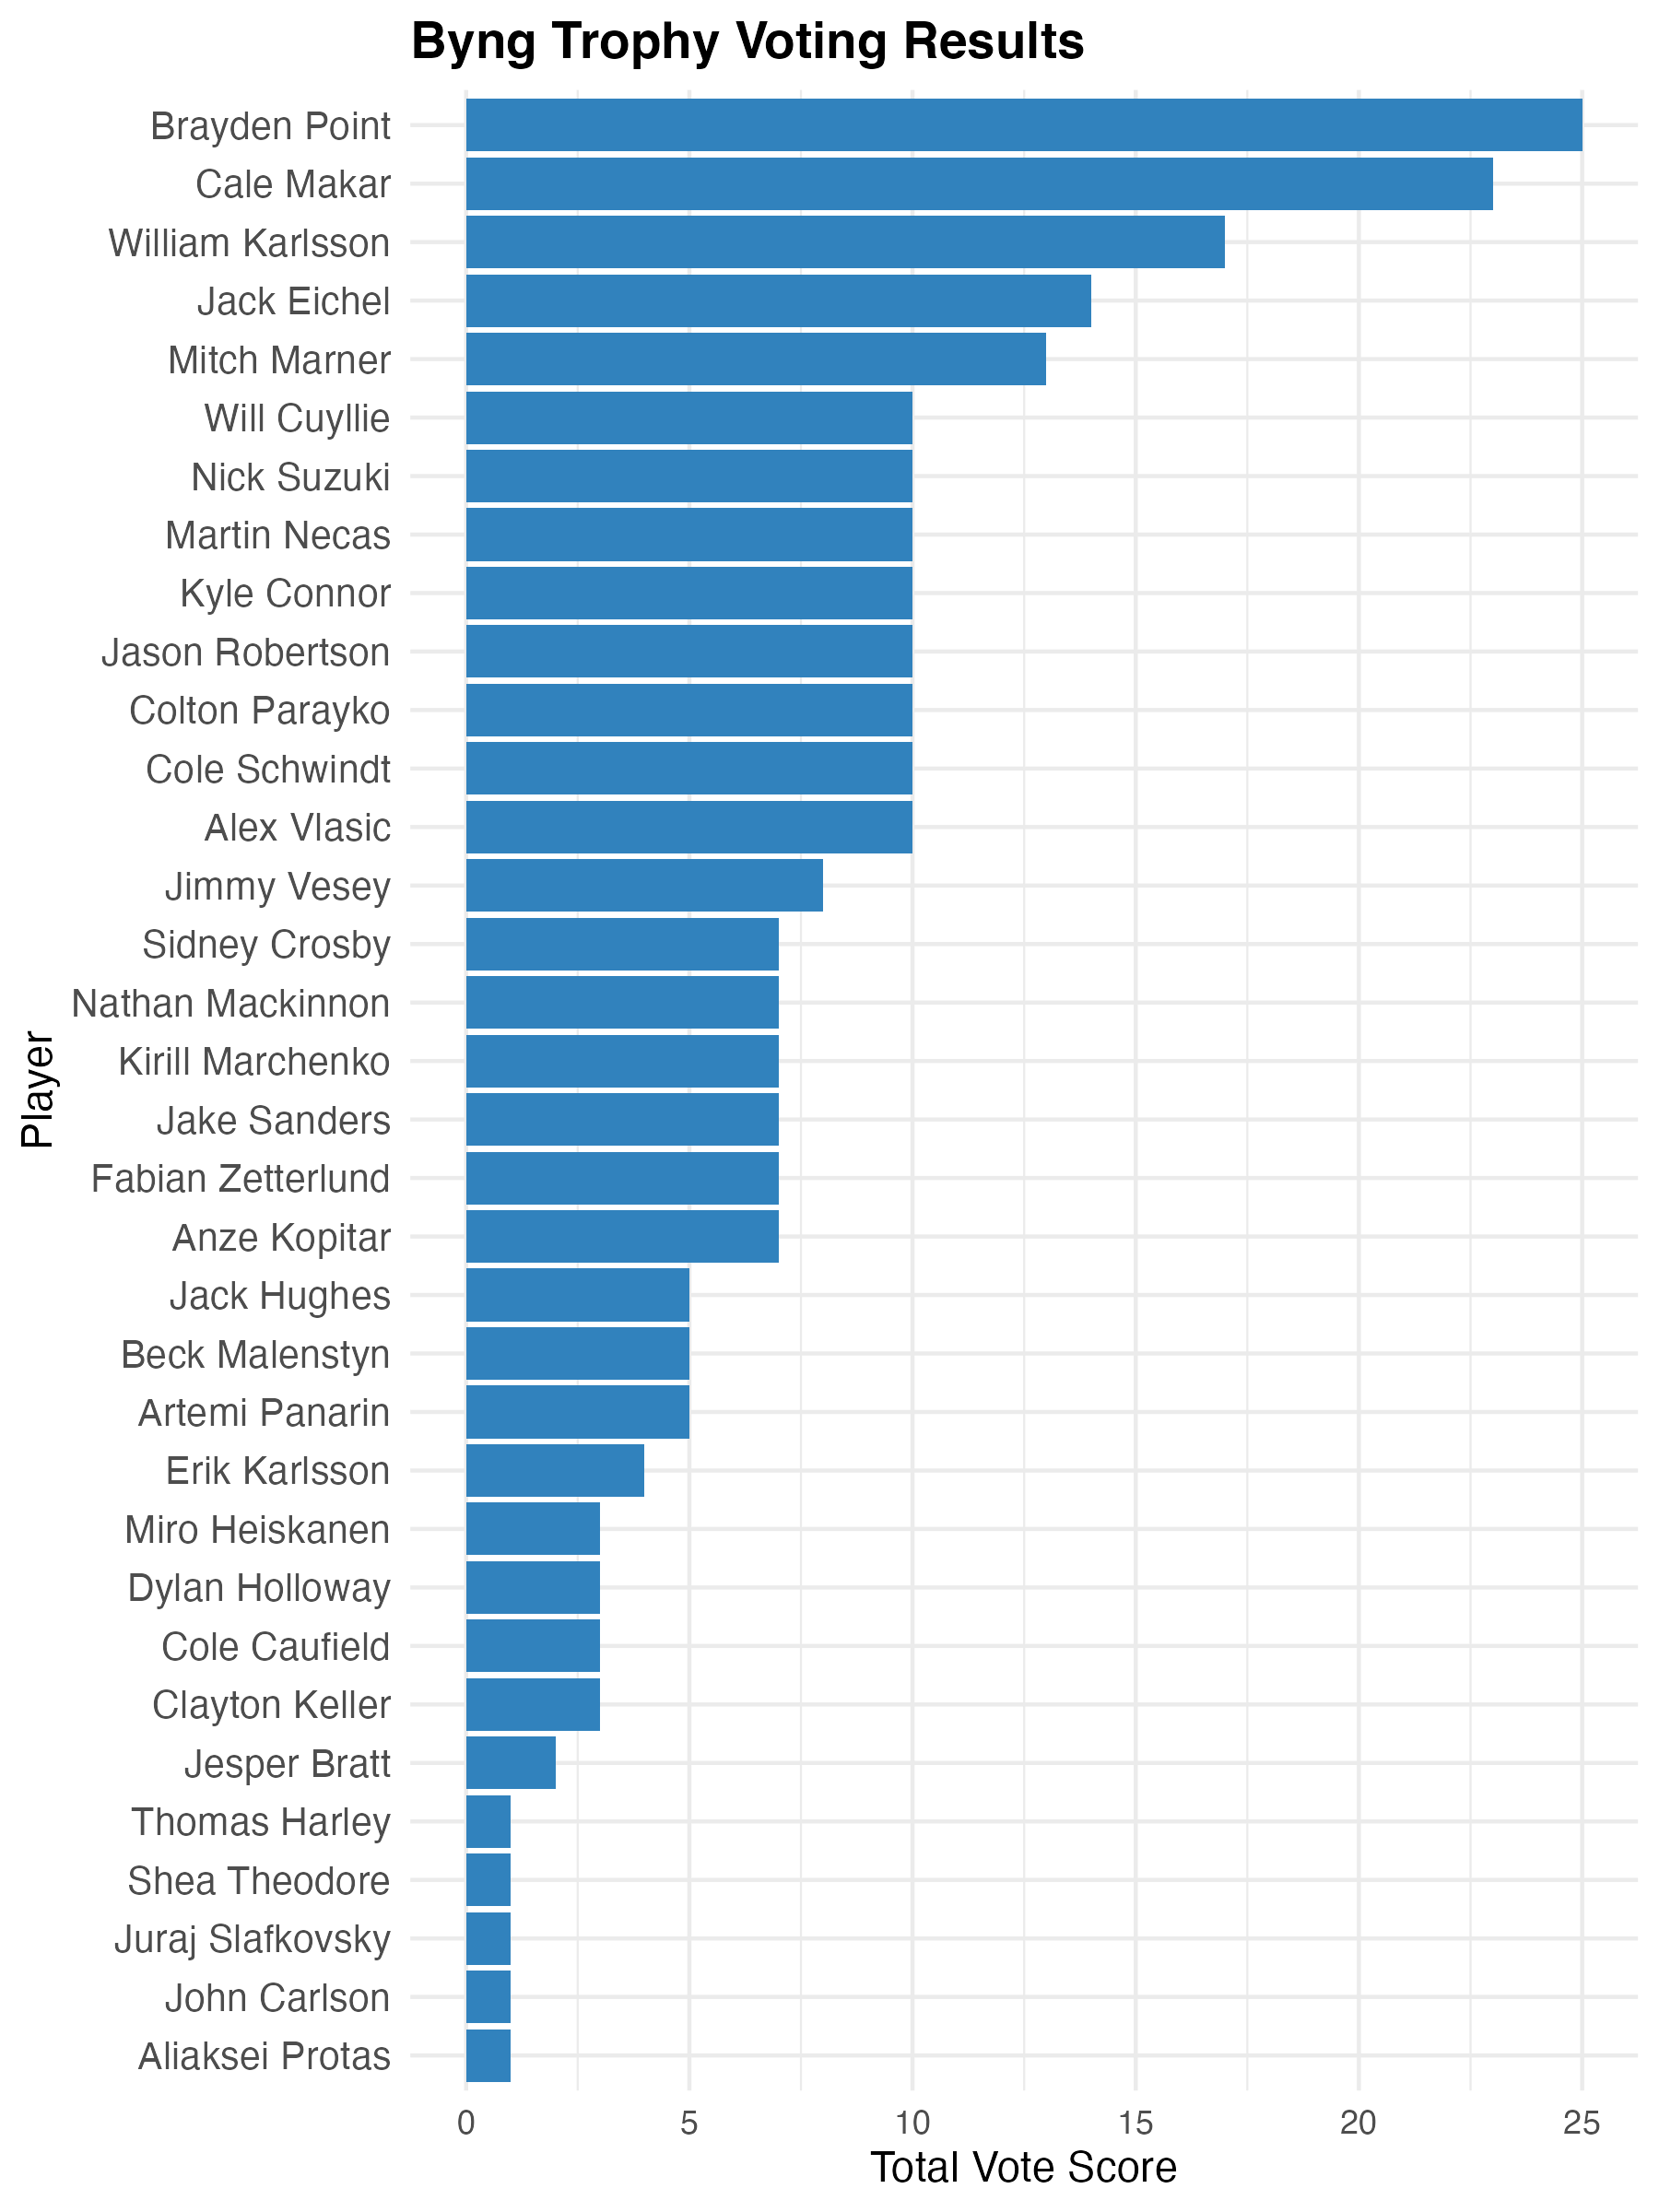 Byng Trophy Voting Results
Brayden Point
Cale Makar
William Karlsson
Jack Eichel
Mitch Marner
Will Cuyllie
Nick Suzuki
Martin Necas
Kyle Connor
Jason Robertson
Colton Parayko
Cole Schwindt
Alex Vlasic
Jimmy Vesey
Sidney Crosby
Nathan Mackinnon
Kirill Marchenko
Jake Sanders
Fabian Zetterlund
Anze Kopitar
Jack Hughes
Beck Malenstyn
Artemi Panarin
Erik Karlsson
Miro Heiskanen
Dylan Holloway
Cole Caufield
Clayton Keller
Jesper Bratt
Thomas Harley
Shea Theodore
Juraj Slafkovsky
John Carlson
Aliaksei Protas
Player
0 5 10 15 20 25
Total Vote Score